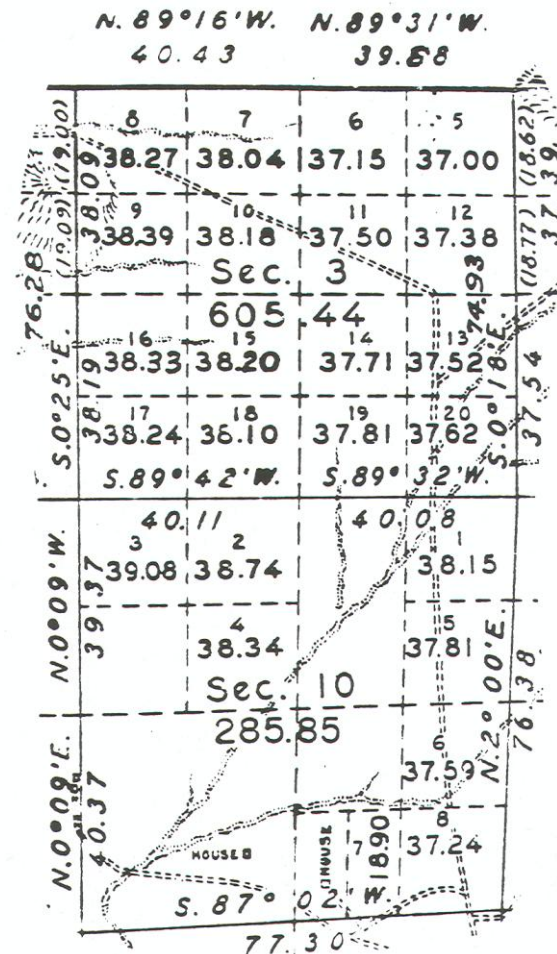 N. 89°16'W. N. 89°31'W.
40.43 39.58
8 7 6 5
(19.00) 38.27 38.04 37.15 37.00 (18.62)
38.09 37.39
9 10 11 12
(19.09) 38.39 38.18 37.50 37.38 (18.77)
Sec. 3
76.28 605.44 74.93
16 15 14 13
38.33 38.20 37.71 37.52
S. 0°25'E. 38.19 S. 0°18'E. 37.54
17 18 19 20
38.24 38.10 37.81 37.62
S. 89° 42'W. S. 89° 32'W.
40.11 40.08
3 2 1
39.08 38.74 38.15
N. 0°09'W. 39.37
4 5
38.34 37.81
Sec. 10 N. 2° 00'E.
285.85 76.38
6
37.59
N. 0°09'E. 40.37
HOUSE HOUSE 7 18.90 8
37.24
S. 87° 02' W.
77.30